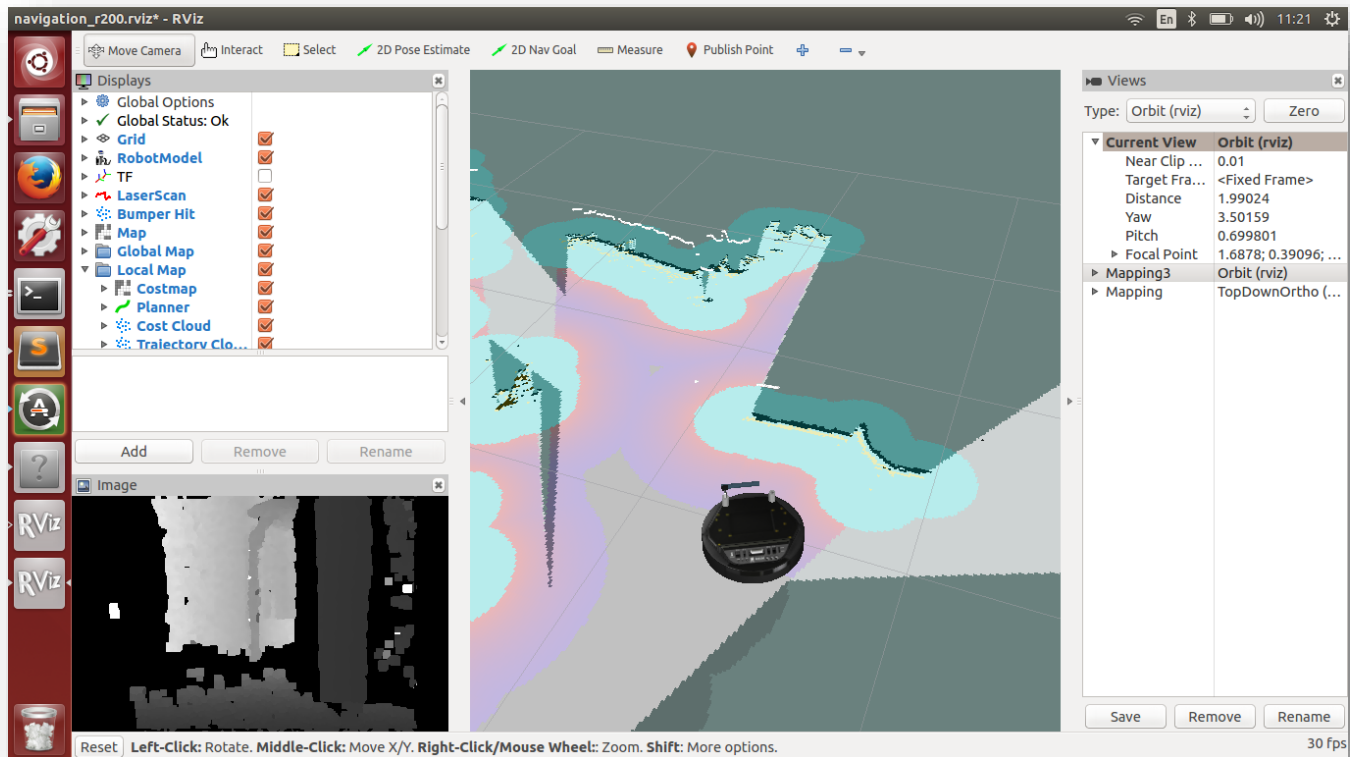 navigation_r200.rviz* - RViz
En
11:21
Move Camera Interact Select 2D Pose Estimate 2D Nav Goal Measure Publish Point
Displays
Global Options
Global Status: Ok
Grid
RobotModel
TF
LaserScan
Bumper Hit
Map
Global Map
Local Map
Costmap
Planner
Cost Cloud
Trajectory Clo...
Add Remove Rename
Image
Views
Type: Orbit (rviz) Zero
Current View Orbit (rviz)
Near Clip ... 0.01
Target Fra... <Fixed Frame>
Distance 1.99024
Yaw 3.50159
Pitch 0.699801
Focal Point 1.6878; 0.39096; ...
Mapping3 Orbit (rviz)
Mapping TopDownOrtho (...
Save Remove Rename
>_
S
A
?
RViz
RViz
Reset Left-Click: Rotate. Middle-Click: Move X/Y. Right-Click/Mouse Wheel:: Zoom. Shift: More options.
30 fps